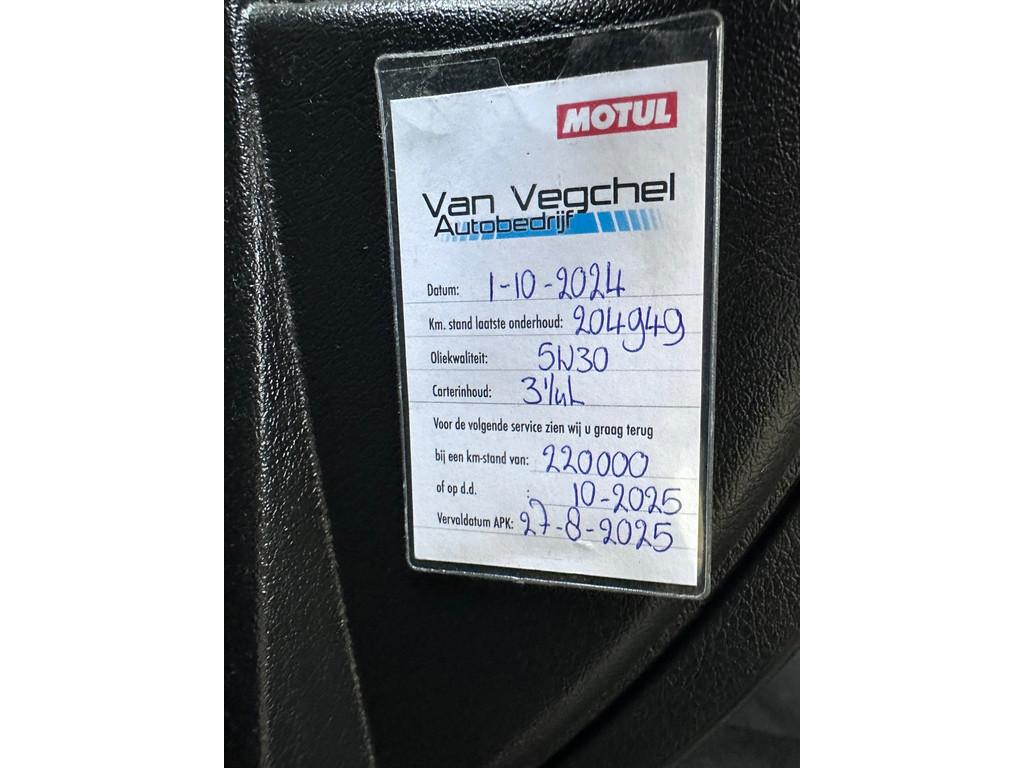 MOTUL
Van Vegchel
Autobedrijf
Datum: 1-10-2024
Km. stand laatste onderhoud: 204949
Oliekwaliteit: 5W30
Carterinhoud: 3¼L
Voor de volgende service zien wij u graag terug
bij een km-stand van: 220000
of op d.d. : 10-2025
Vervaldatum APK: 27-8-2025